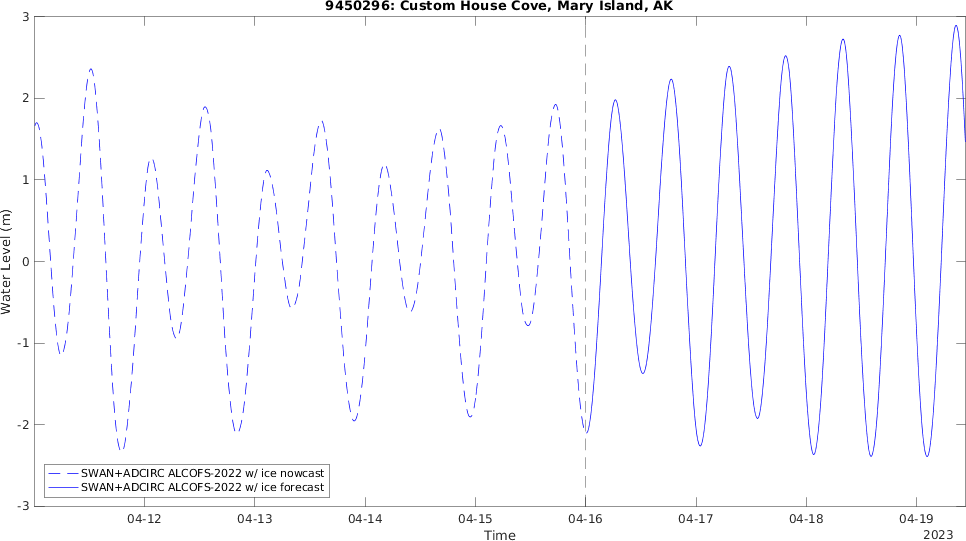 9450296: Custom House Cove, Mary Island, AK
Water Level (m)
3
2
1
0
-1
-2
-3
SWAN+ADCIRC ALCOFS-2022 w/ ice nowcast
SWAN+ADCIRC ALCOFS-2022 w/ ice forecast
04-12 04-13 04-14 04-15 04-16 04-17 04-18 04-19
Time
2023